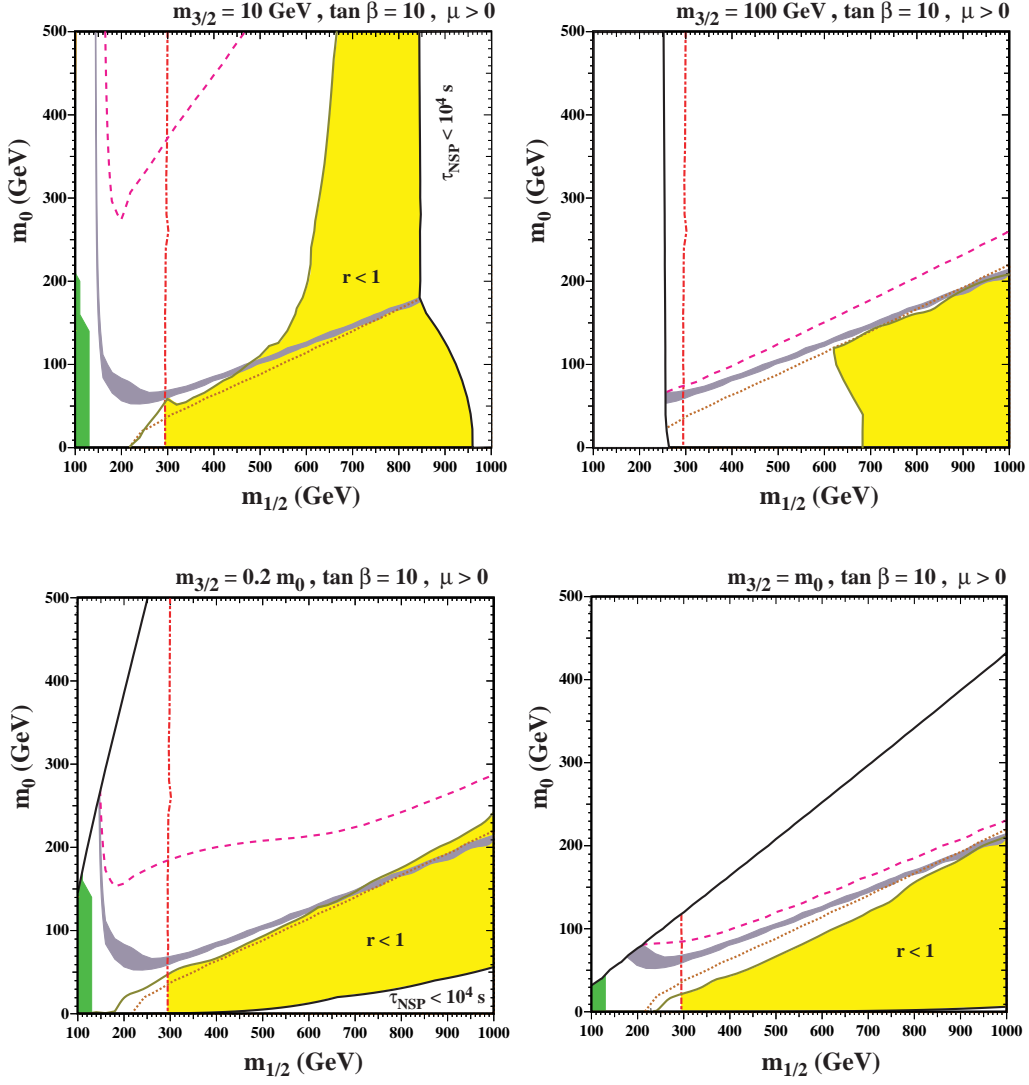 m3/2 = 10 GeV , tan β = 10 , μ > 0
500
400
300
200
100
0
m0 (GeV)
τNSP < 10^4 s
r < 1
100 200 300 400 500 600 700 800 900 1000
m1/2 (GeV)
m3/2 = 100 GeV , tan β = 10 , μ > 0
500
400
300
200
100
0
m0 (GeV)
100 200 300 400 500 600 700 800 900 1000
m1/2 (GeV)
m3/2 = 0.2 m0 , tan β = 10 , μ > 0
500
400
300
200
100
0
m0 (GeV)
r < 1
τNSP < 10^4 s
100 200 300 400 500 600 700 800 900 1000
m1/2 (GeV)
m3/2 = m0 , tan β = 10 , μ > 0
500
400
300
200
100
0
m0 (GeV)
r < 1
100 200 300 400 500 600 700 800 900 1000
m1/2 (GeV)